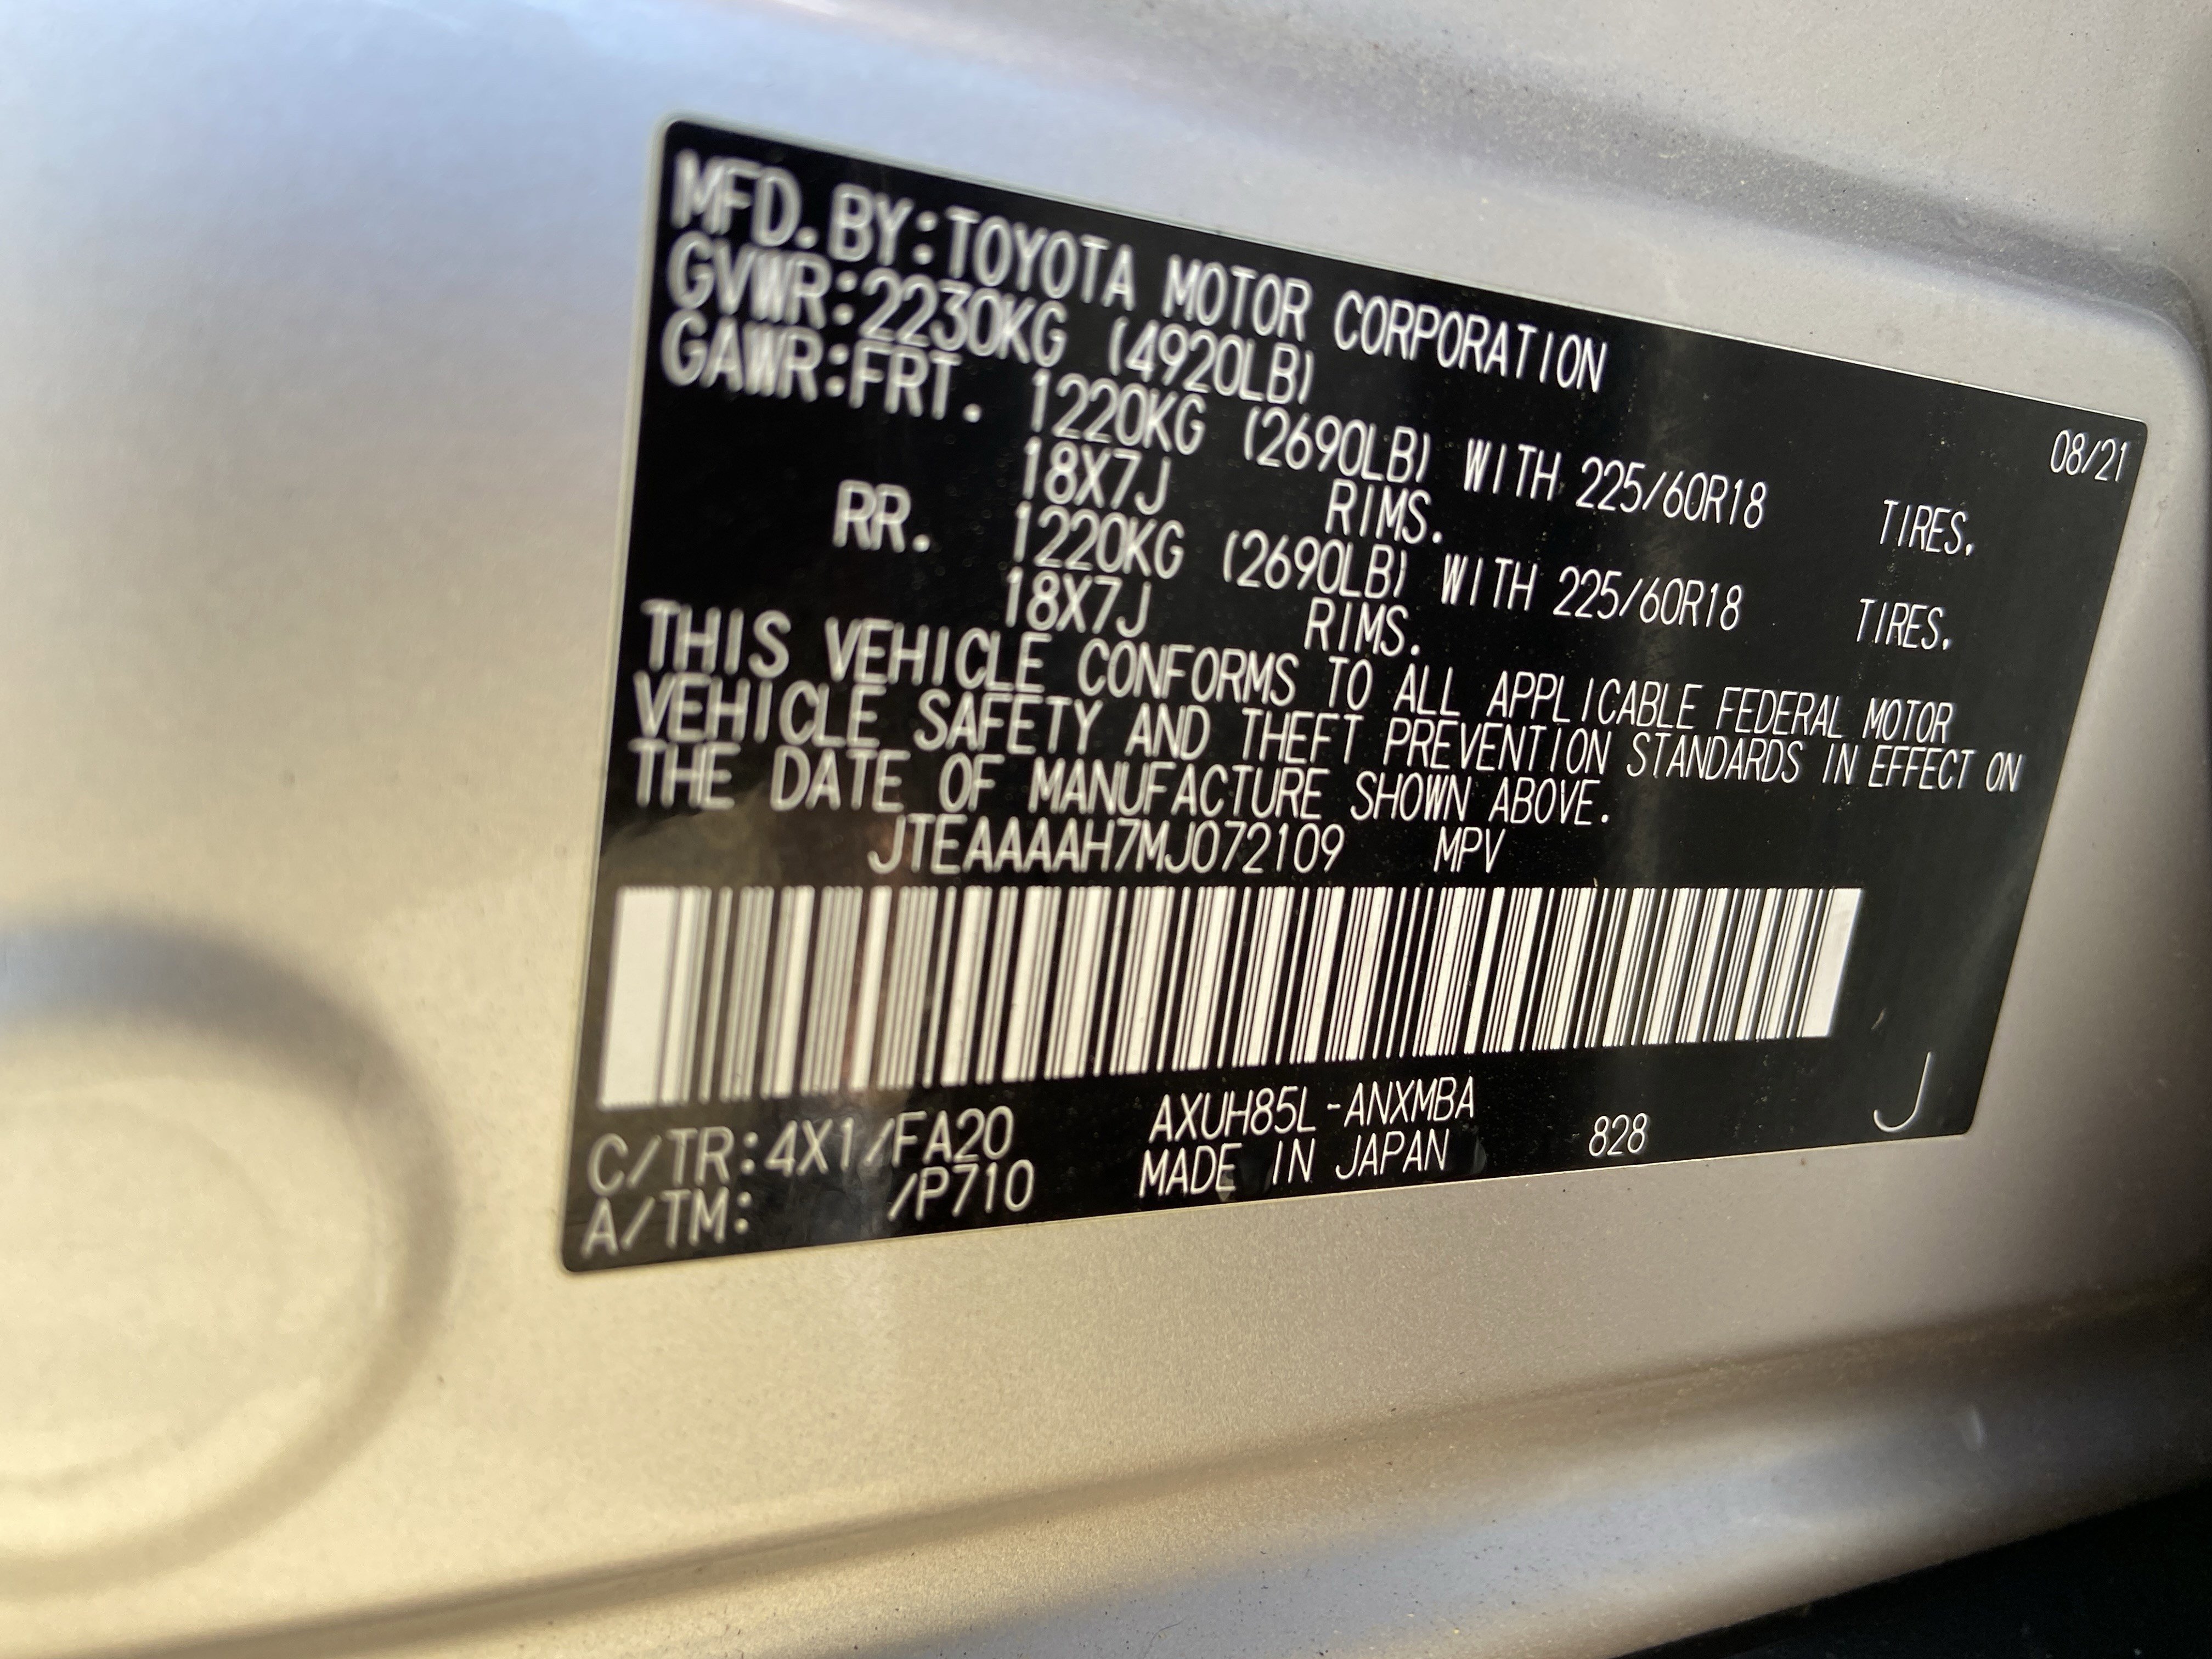 MFD.BY:TOYOTA MOTOR CORPORATION 08/21
GVWR:2230KG (4920LB)
GAWR:FRT. 1220KG (2690LB) WITH 225/60R18 TIRES.
18X7J RIMS.
RR. 1220KG (2690LB) WITH 225/60R18 TIRES.
18X7J RIMS.
THIS VEHICLE CONFORMS TO ALL APPLICABLE FEDERAL MOTOR
VEHICLE SAFETY AND THEFT PREVENTION STANDARDS IN EFFECT ON
THE DATE OF MANUFACTURE SHOWN ABOVE.
JTEAAAAH7MJ072109 MPV
C/TR:4X1/FA20 AXUH85L-ANXMBA
A/TM: /P710 MADE IN JAPAN 828 J